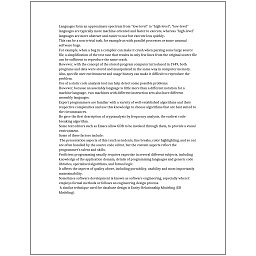 Languages form an approximate spectrum from "low-level" to "high-level"; "low-level"
languages are typically more machine-oriented and faster to execute, whereas "high-level"
languages are more abstract and easier to use but execute less quickly.
This can be a non-trivial task, for example as with parallel processes or some unusual
software bugs.
For example, when a bug in a compiler can make it crash when parsing some large source
file, a simplification of the test case that results in only few lines from the original source file
can be sufficient to reproduce the same crash.
However, with the concept of the stored-program computer introduced in 1949, both
programs and data were stored and manipulated in the same way in computer memory.
Also, specific user environment and usage history can make it difficult to reproduce the
problem.
Use of a static code analysis tool can help detect some possible problems.
However, because an assembly language is little more than a different notation for a
machine language, two machines with different instruction sets also have different
assembly languages.
Expert programmers are familiar with a variety of well-established algorithms and their
respective complexities and use this knowledge to choose algorithms that are best suited to
the circumstances.
He gave the first description of cryptanalysis by frequency analysis, the earliest code-
breaking algorithm.
Some text editors such as Emacs allow GDB to be invoked through them, to provide a visual
environment.
Some of these factors include:
The presentation aspects of this (such as indents, line breaks, color highlighting, and so on)
are often handled by the source code editor, but the content aspects reflect the
programmer's talent and skills.
Proficient programming usually requires expertise in several different subjects, including
knowledge of the application domain, details of programming languages and generic code
libraries, specialized algorithms, and formal logic.
It affects the aspects of quality above, including portability, usability and most importantly
maintainability.
Sometimes software development is known as software engineering, especially when it
employs formal methods or follows an engineering design process.
A similar technique used for database design is Entity-Relationship Modeling (ER
Modeling).